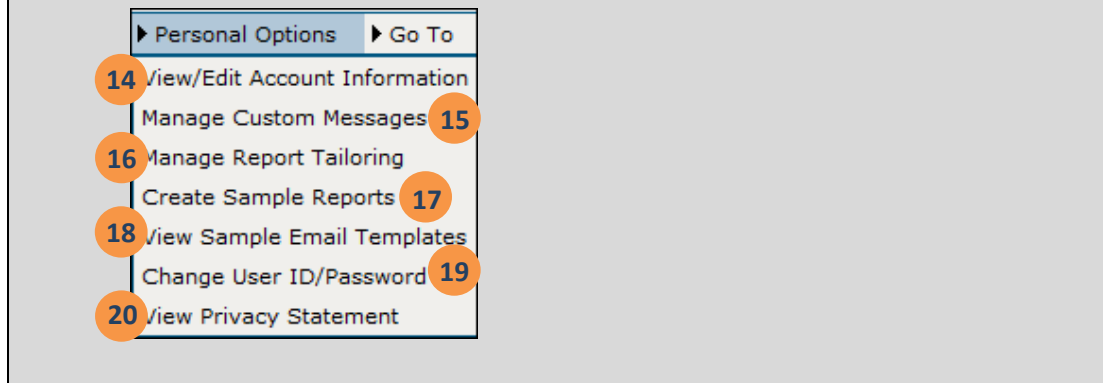 Personal Options Go To
14 View/Edit Account Information
Manage Custom Messages 15
16 Manage Report Tailoring
Create Sample Reports 17
18 View Sample Email Templates
Change User ID/Password 19
20 View Privacy Statement